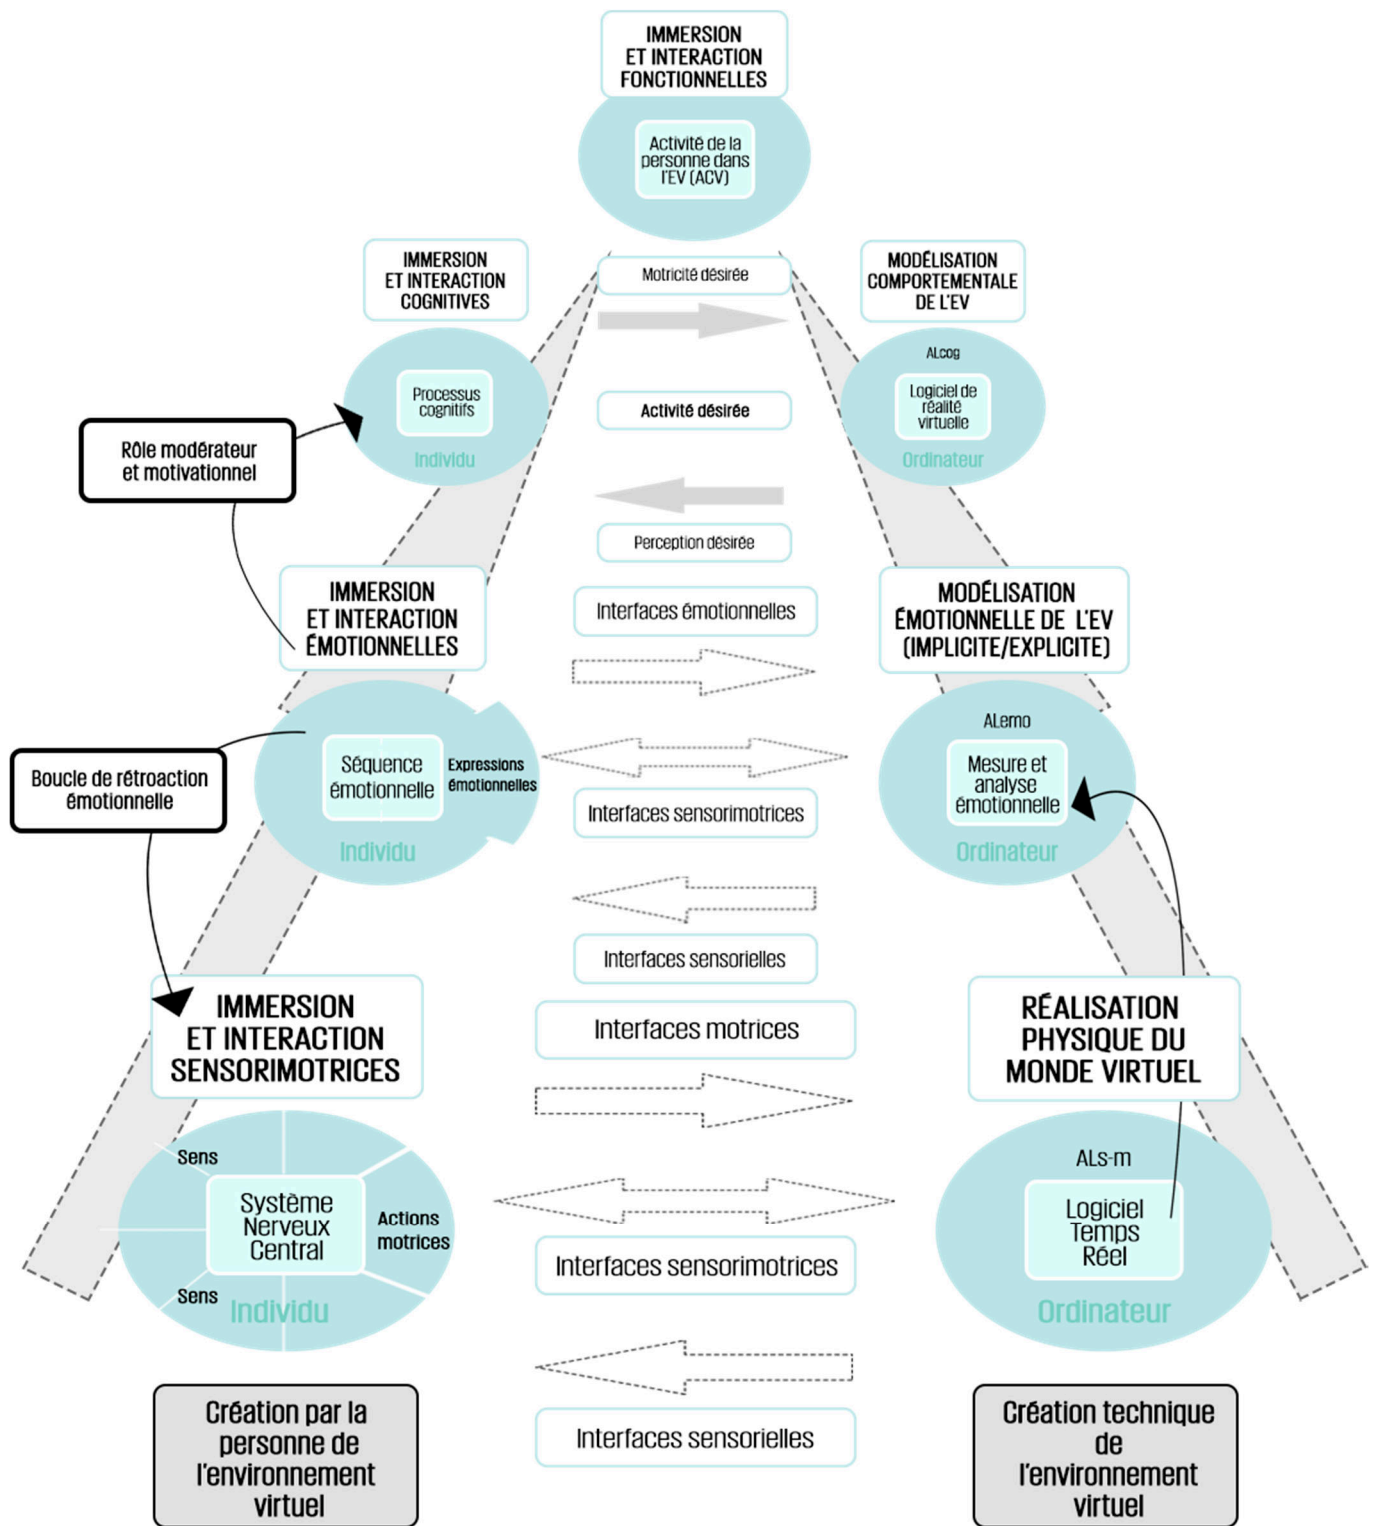 IMMERSION
ET INTERACTION
FONCTIONNELLES
Activité de la
personne dans
l'EV (ACV)
IMMERSION
ET INTERACTION
COGNITIVES
Motricité désirée
MODÉLISATION
COMPORTEMENTALE
DE L'EV
Processus
cognitifs
Individu
Activité désirée
ALcog
Logiciel de
réalité
virtuelle
Ordinateur
Rôle modérateur
et motivationnel
Perception désirée
IMMERSION
ET INTERACTION
ÉMOTIONNELLES
Interfaces émotionnelles
MODÉLISATION
ÉMOTIONNELLE DE L'EV
(IMPLICITE/EXPLICITE)
Boucle de rétroaction
émotionnelle
Séquence
émotionnelle
Expressions
émotionnelles
Individu
Interfaces sensorimotrices
ALemo
Mesure et
analyse
émotionnelle
Ordinateur
Interfaces sensorielles
IMMERSION
ET INTERACTION
SENSORIMOTRICES
Interfaces motrices
RÉALISATION
PHYSIQUE DU
MONDE VIRTUEL
Sens
Système
Nerveux
Central
Actions
motrices
Sens
Individu
Interfaces sensorimotrices
ALs-m
Logiciel
Temps
Réel
Ordinateur
Interfaces sensorielles
Création par la
personne de
l'environnement
virtuel
Création technique
de
l'environnement
virtuel